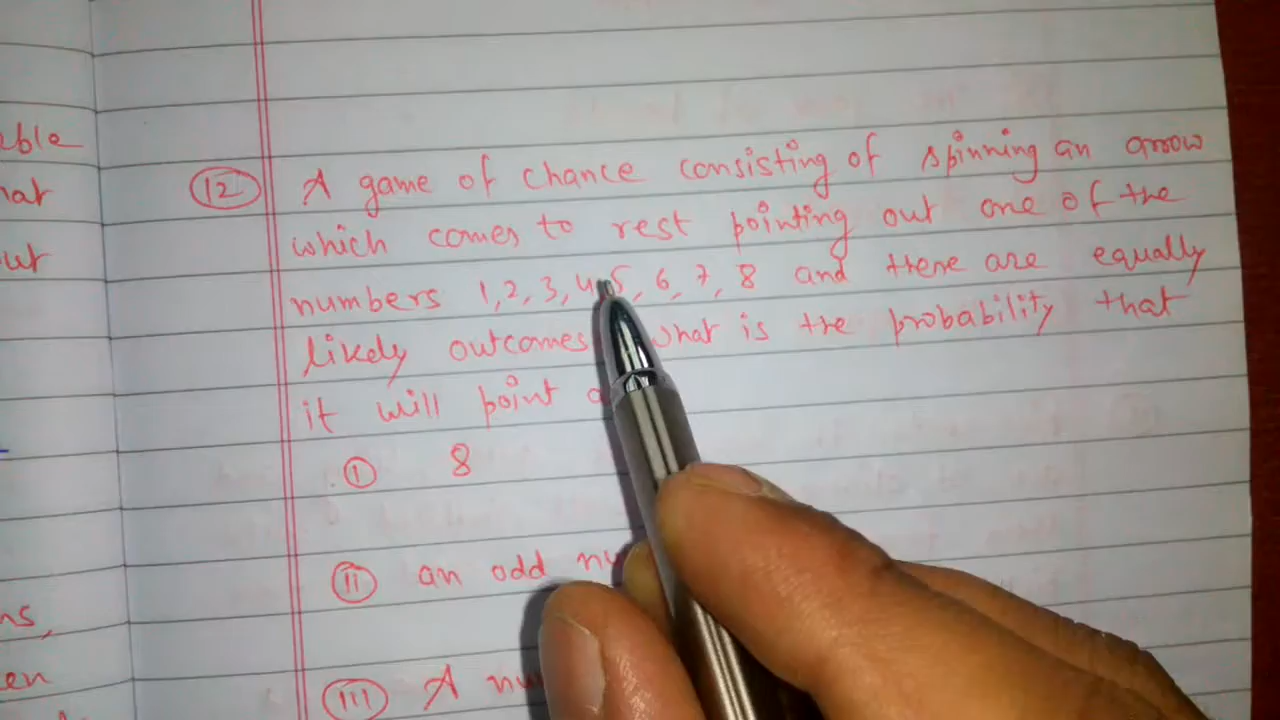 able
hat
out
ns,
en
(12) A game of chance consisting of spinning an arrow
which comes to rest pointing out one of the
numbers 1, 2, 3, 4, 5, 6, 7, 8 and there are equally
likely outcomes what is the probability that
it will point
(I) 8
(II) an odd
(III) A